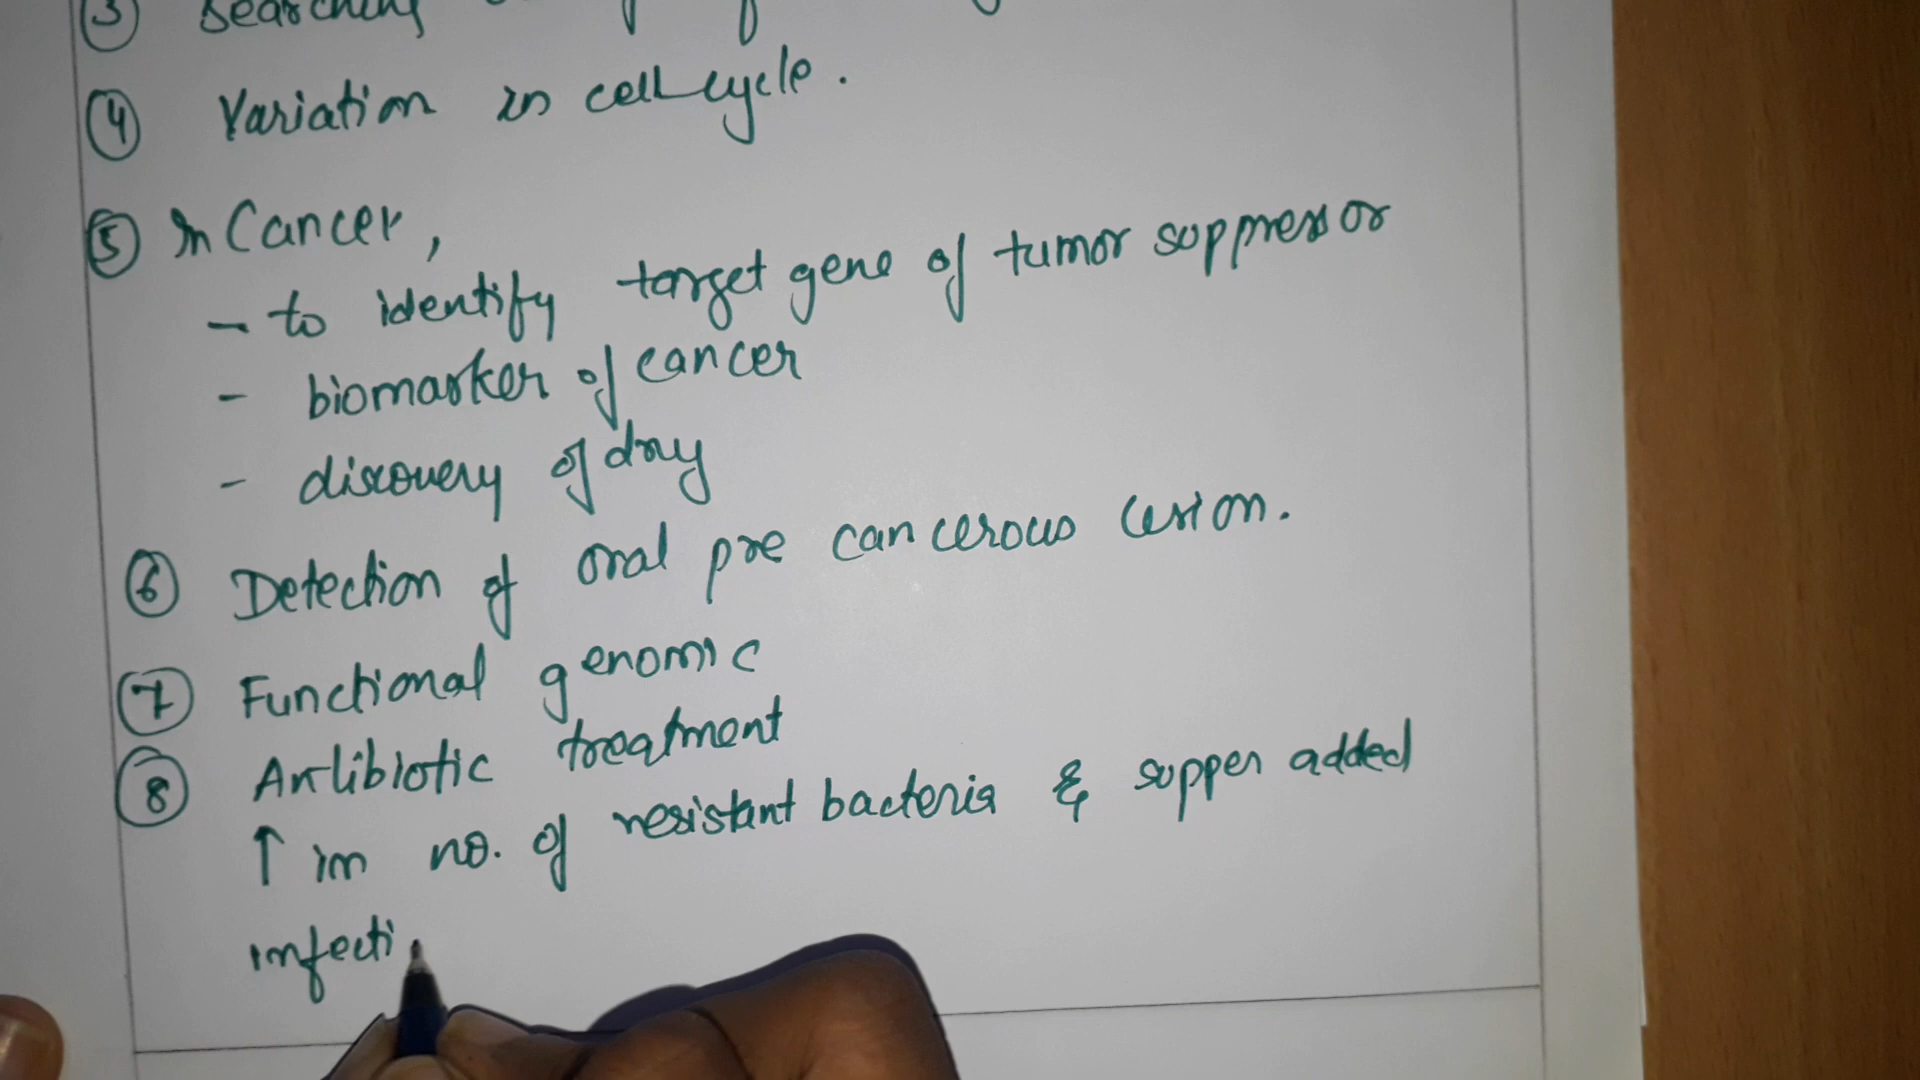 ③ Searching
④ Variation in cell cycle.
⑤ In Cancer,
- to identify target gene of tumor suppressor
- biomarker of cancer
- discovery of drug
⑥ Detection of oral pre cancerous lesion.
⑦ Functional genomic
⑧ Antibiotic treatment
↑ in no. of resistant bacteria & supper added
infecti